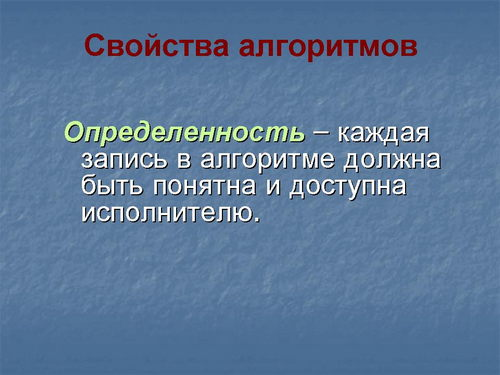 Свойства алгоритмов
Определенность – каждая
запись в алгоритме должна
быть понятна и доступна
исполнителю.